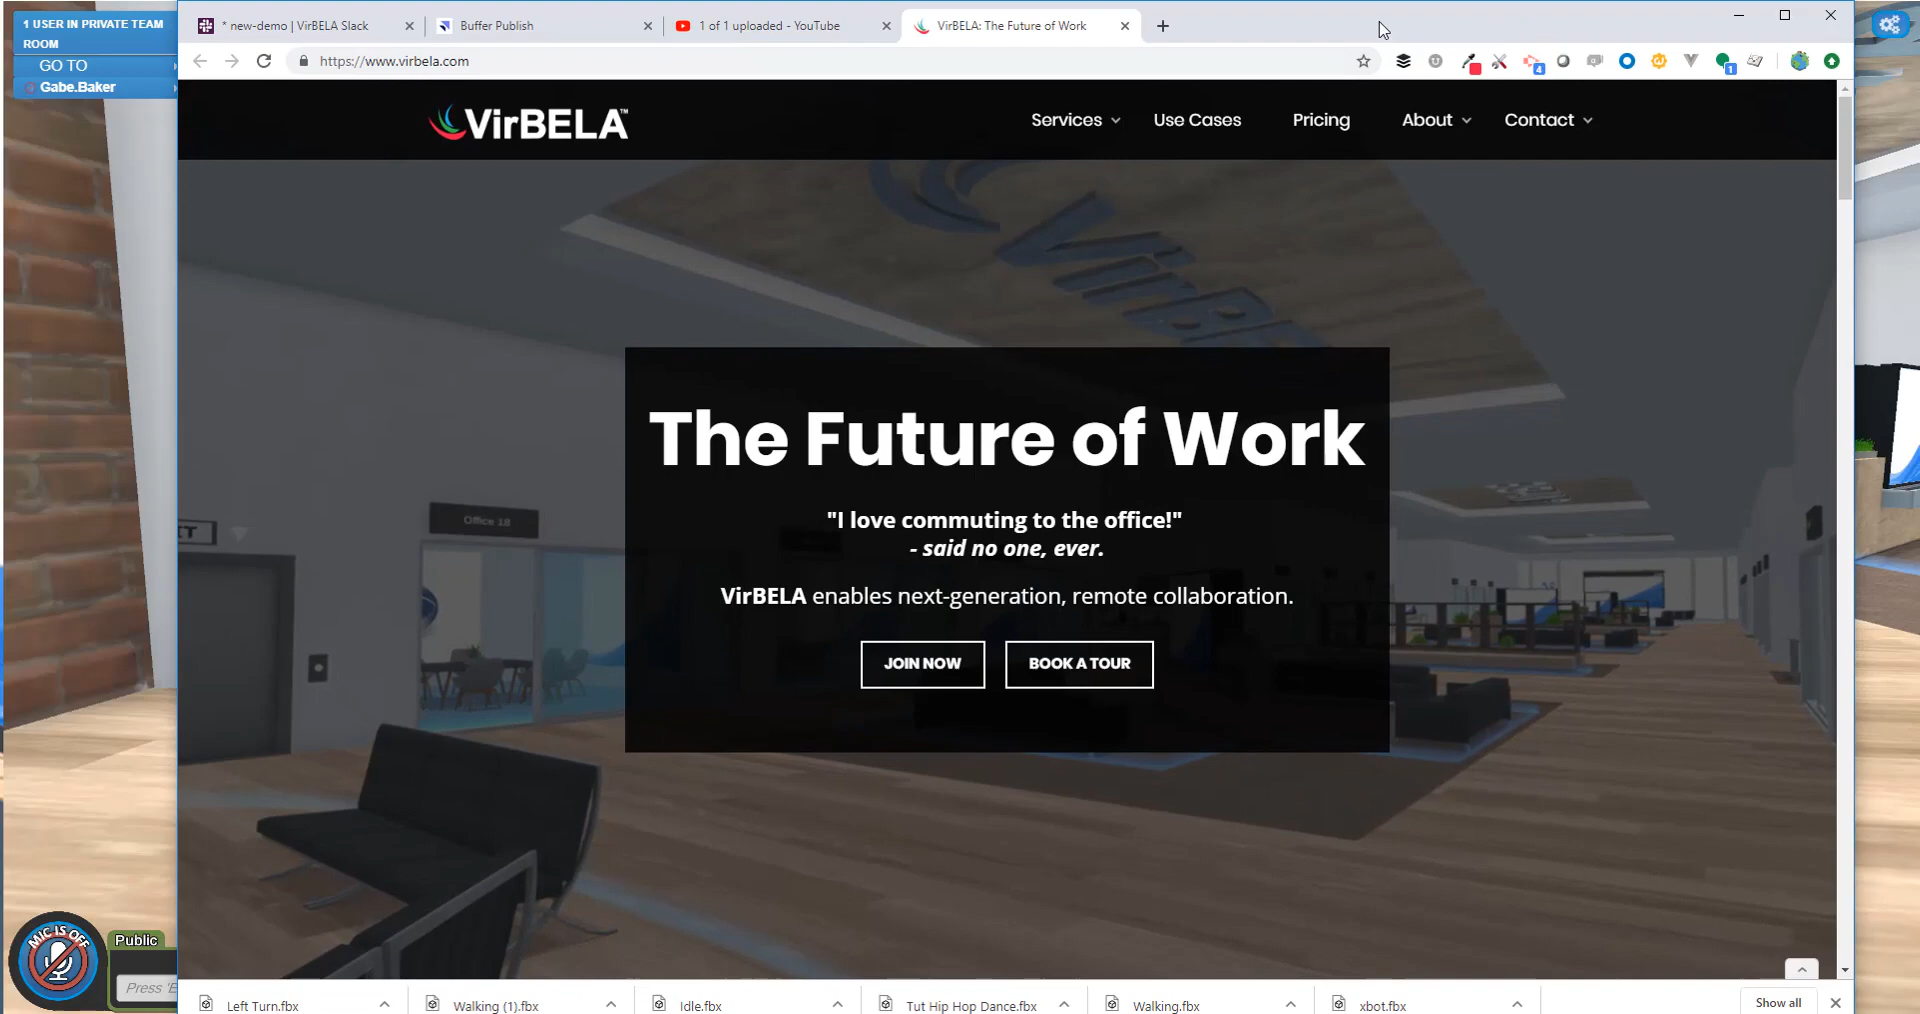 1 USER IN PRIVATE TEAM
ROOM
GO TO
Gabe.Baker
* new-demo | VirBELA Slack
Buffer Publish
1 of 1 uploaded - YouTube
VirBELA: The Future of Work
https://www.virbela.com
4
1
VirBELA™
Services
Use Cases
Pricing
About
Contact
VirBE
Office 18
The Future of Work
"I love commuting to the office!"
- said no one, ever.
VirBELA enables next-generation, remote collaboration.
JOIN NOW
BOOK A TOUR
MIC IS OFF
Public
Press 'E
Left Turn.fbx
Walking (1).fbx
Idle.fbx
Tut Hip Hop Dance.fbx
Walking.fbx
xbot.fbx
Show all